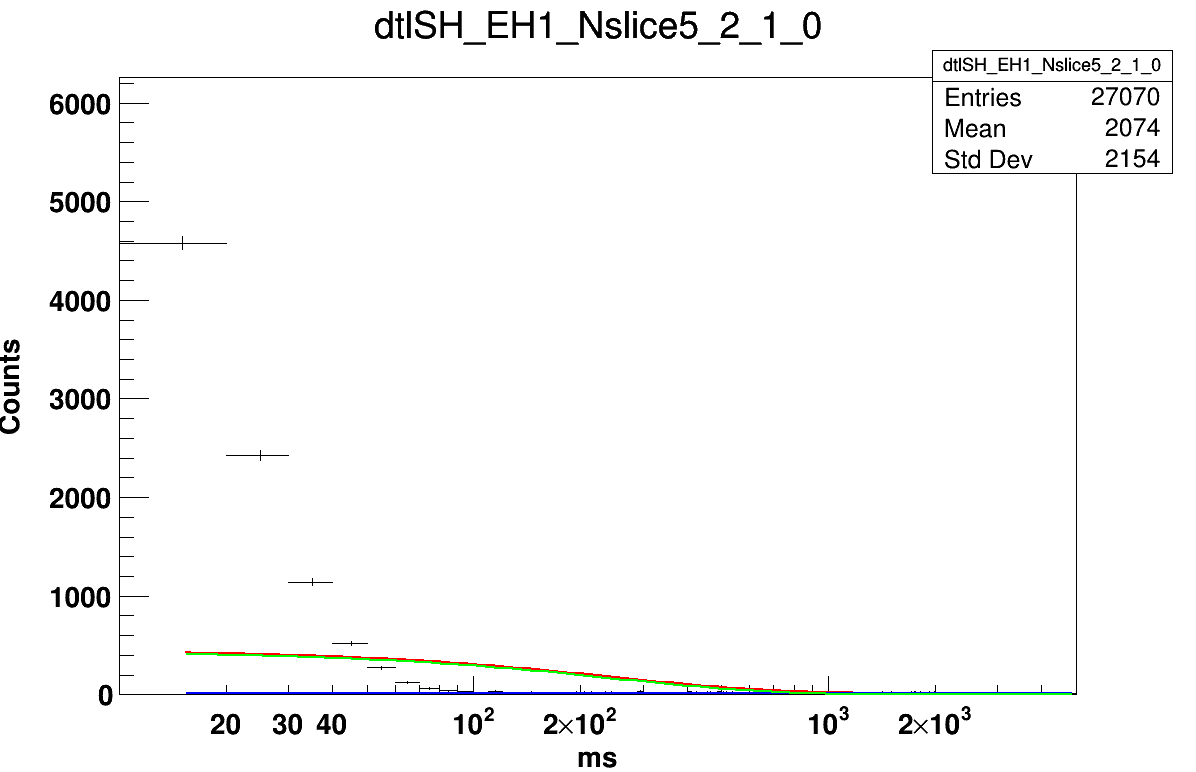 dtlSH_EH1_Nslice5_2_1_0
dtlSH_EH1_Nslice5_2_1_0
Entries 27070
Mean 2074
Std Dev 2154
6000
5000
4000
3000
2000
1000
0
Counts
20 30 40 10² 2×10² 10³ 2×10³
ms